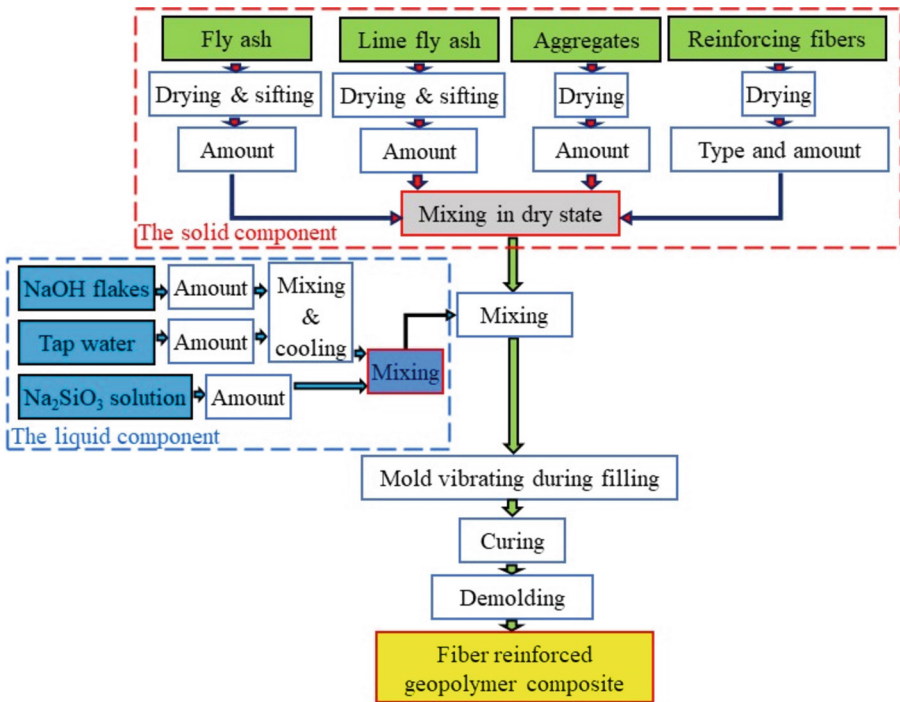 Fly ash
Lime fly ash
Aggregates
Reinforcing fibers
Drying & sifting
Drying & sifting
Drying
Drying
Amount
Amount
Amount
Type and amount
Mixing in dry state
The solid component
NaOH flakes
Amount
Mixing
&
cooling
Tap water
Amount
Mixing
Mixing
Na₂SiO₃ solution
Amount
The liquid component
Mold vibrating during filling
Curing
Demolding
Fiber reinforced
geopolymer composite